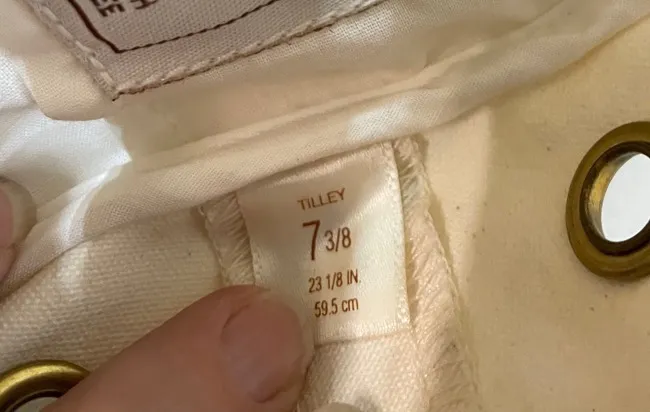 TILLEY
7 3/8
23 1/8 IN.
59.5 cm